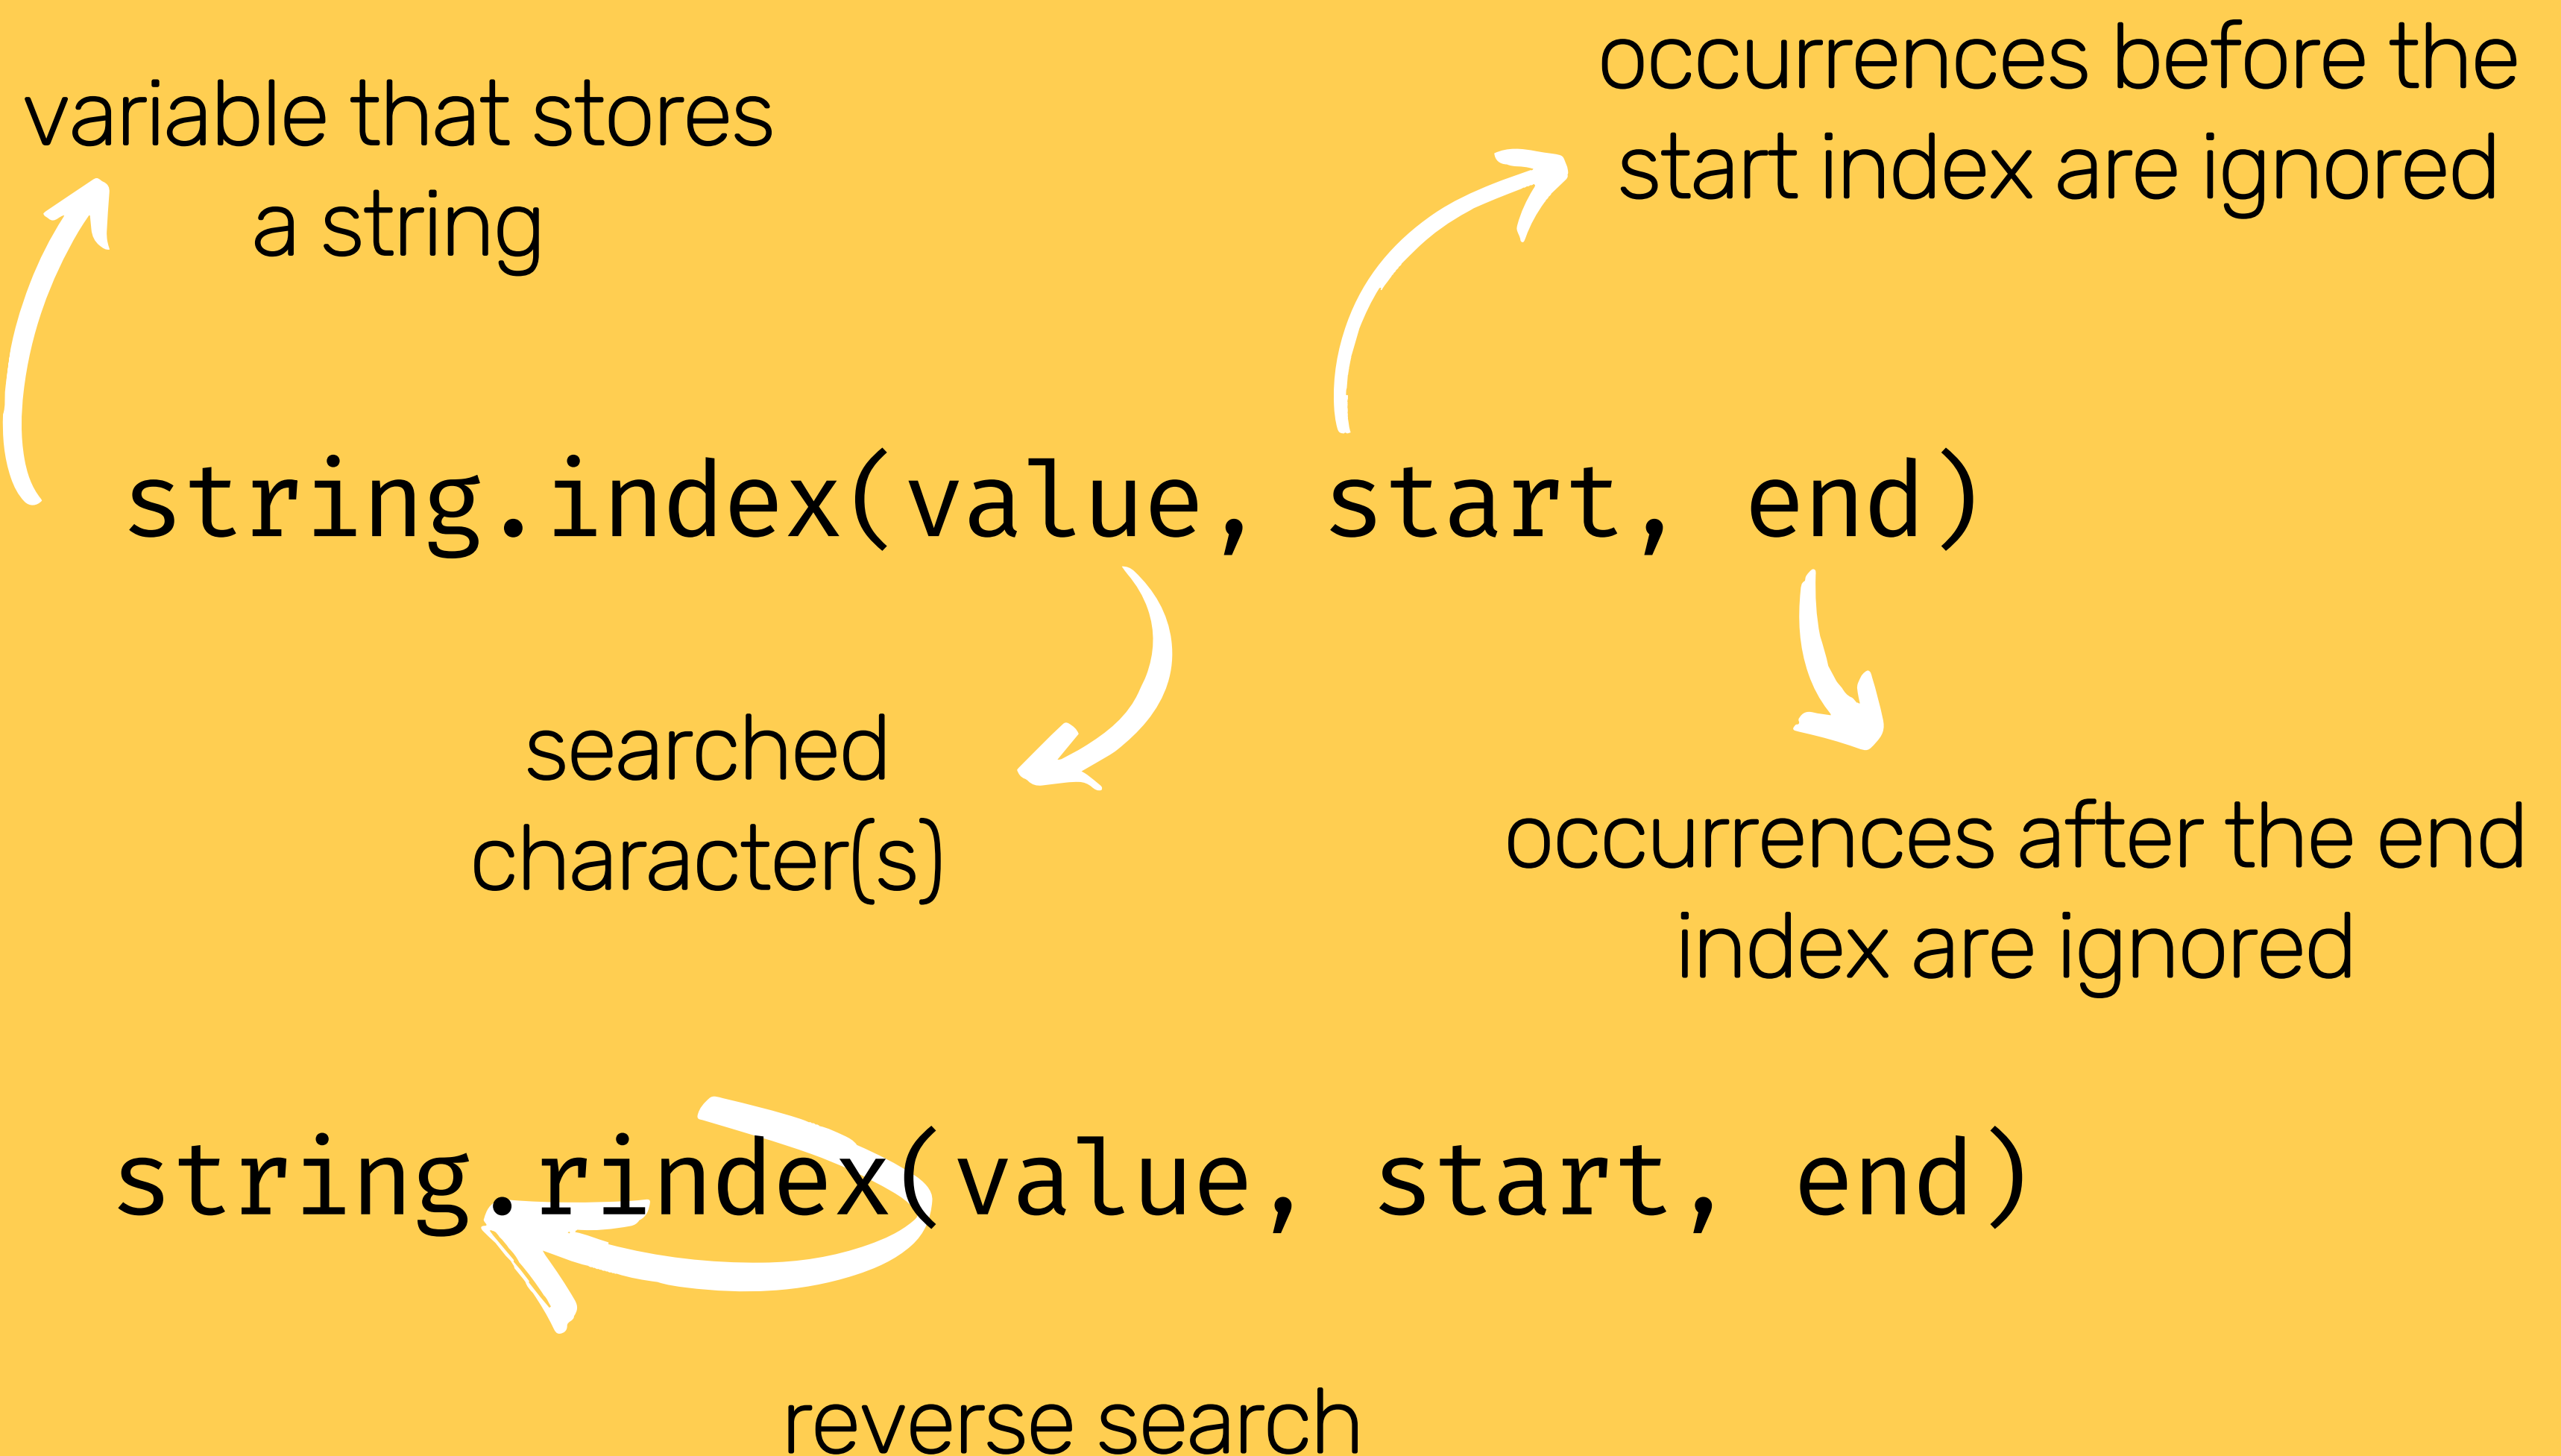 variable that stores
a string
occurrences before the
start index are ignored
string.index(value, start, end)
searched
character(s)
occurrences after the end
index are ignored
string.rindex(value, start, end)
reverse search